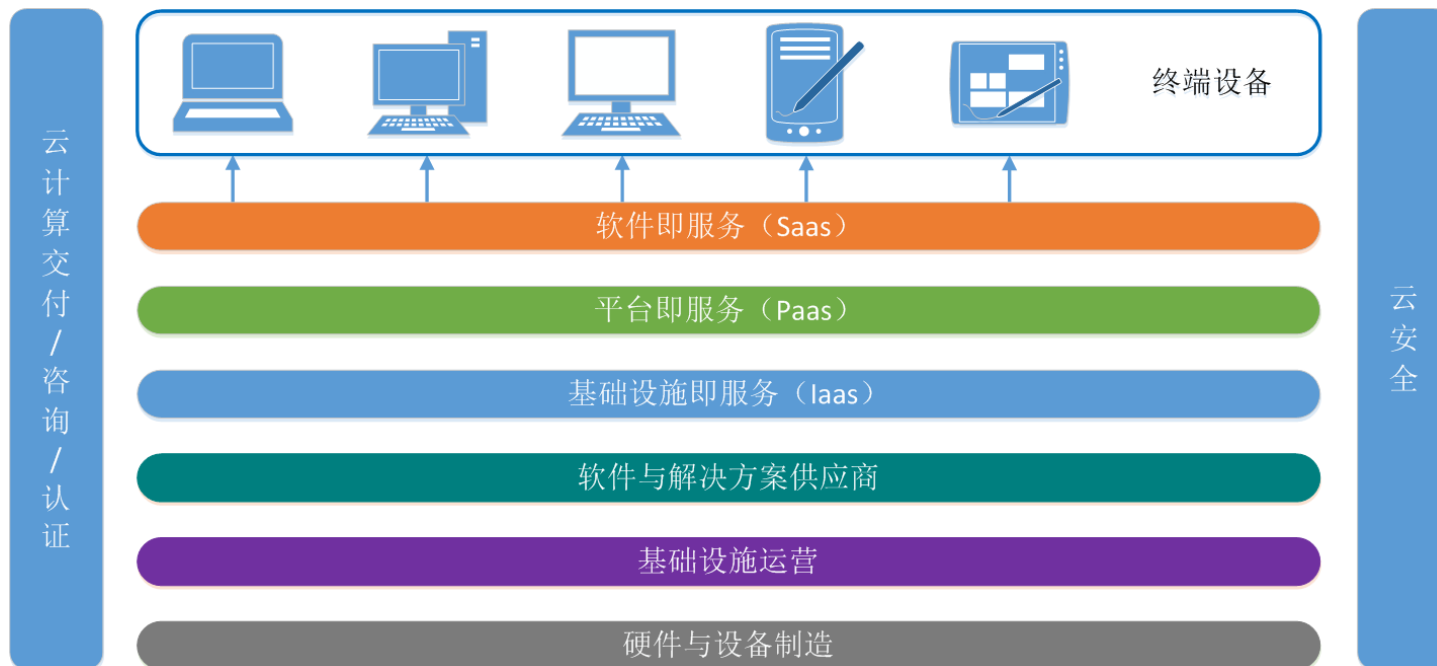 云计算交付/咨询/认证
终端设备
软件即服务（Saas）
平台即服务（Paas）
基础设施即服务（Iaas）
软件与解决方案供应商
基础设施运营
硬件与设备制造
云安全